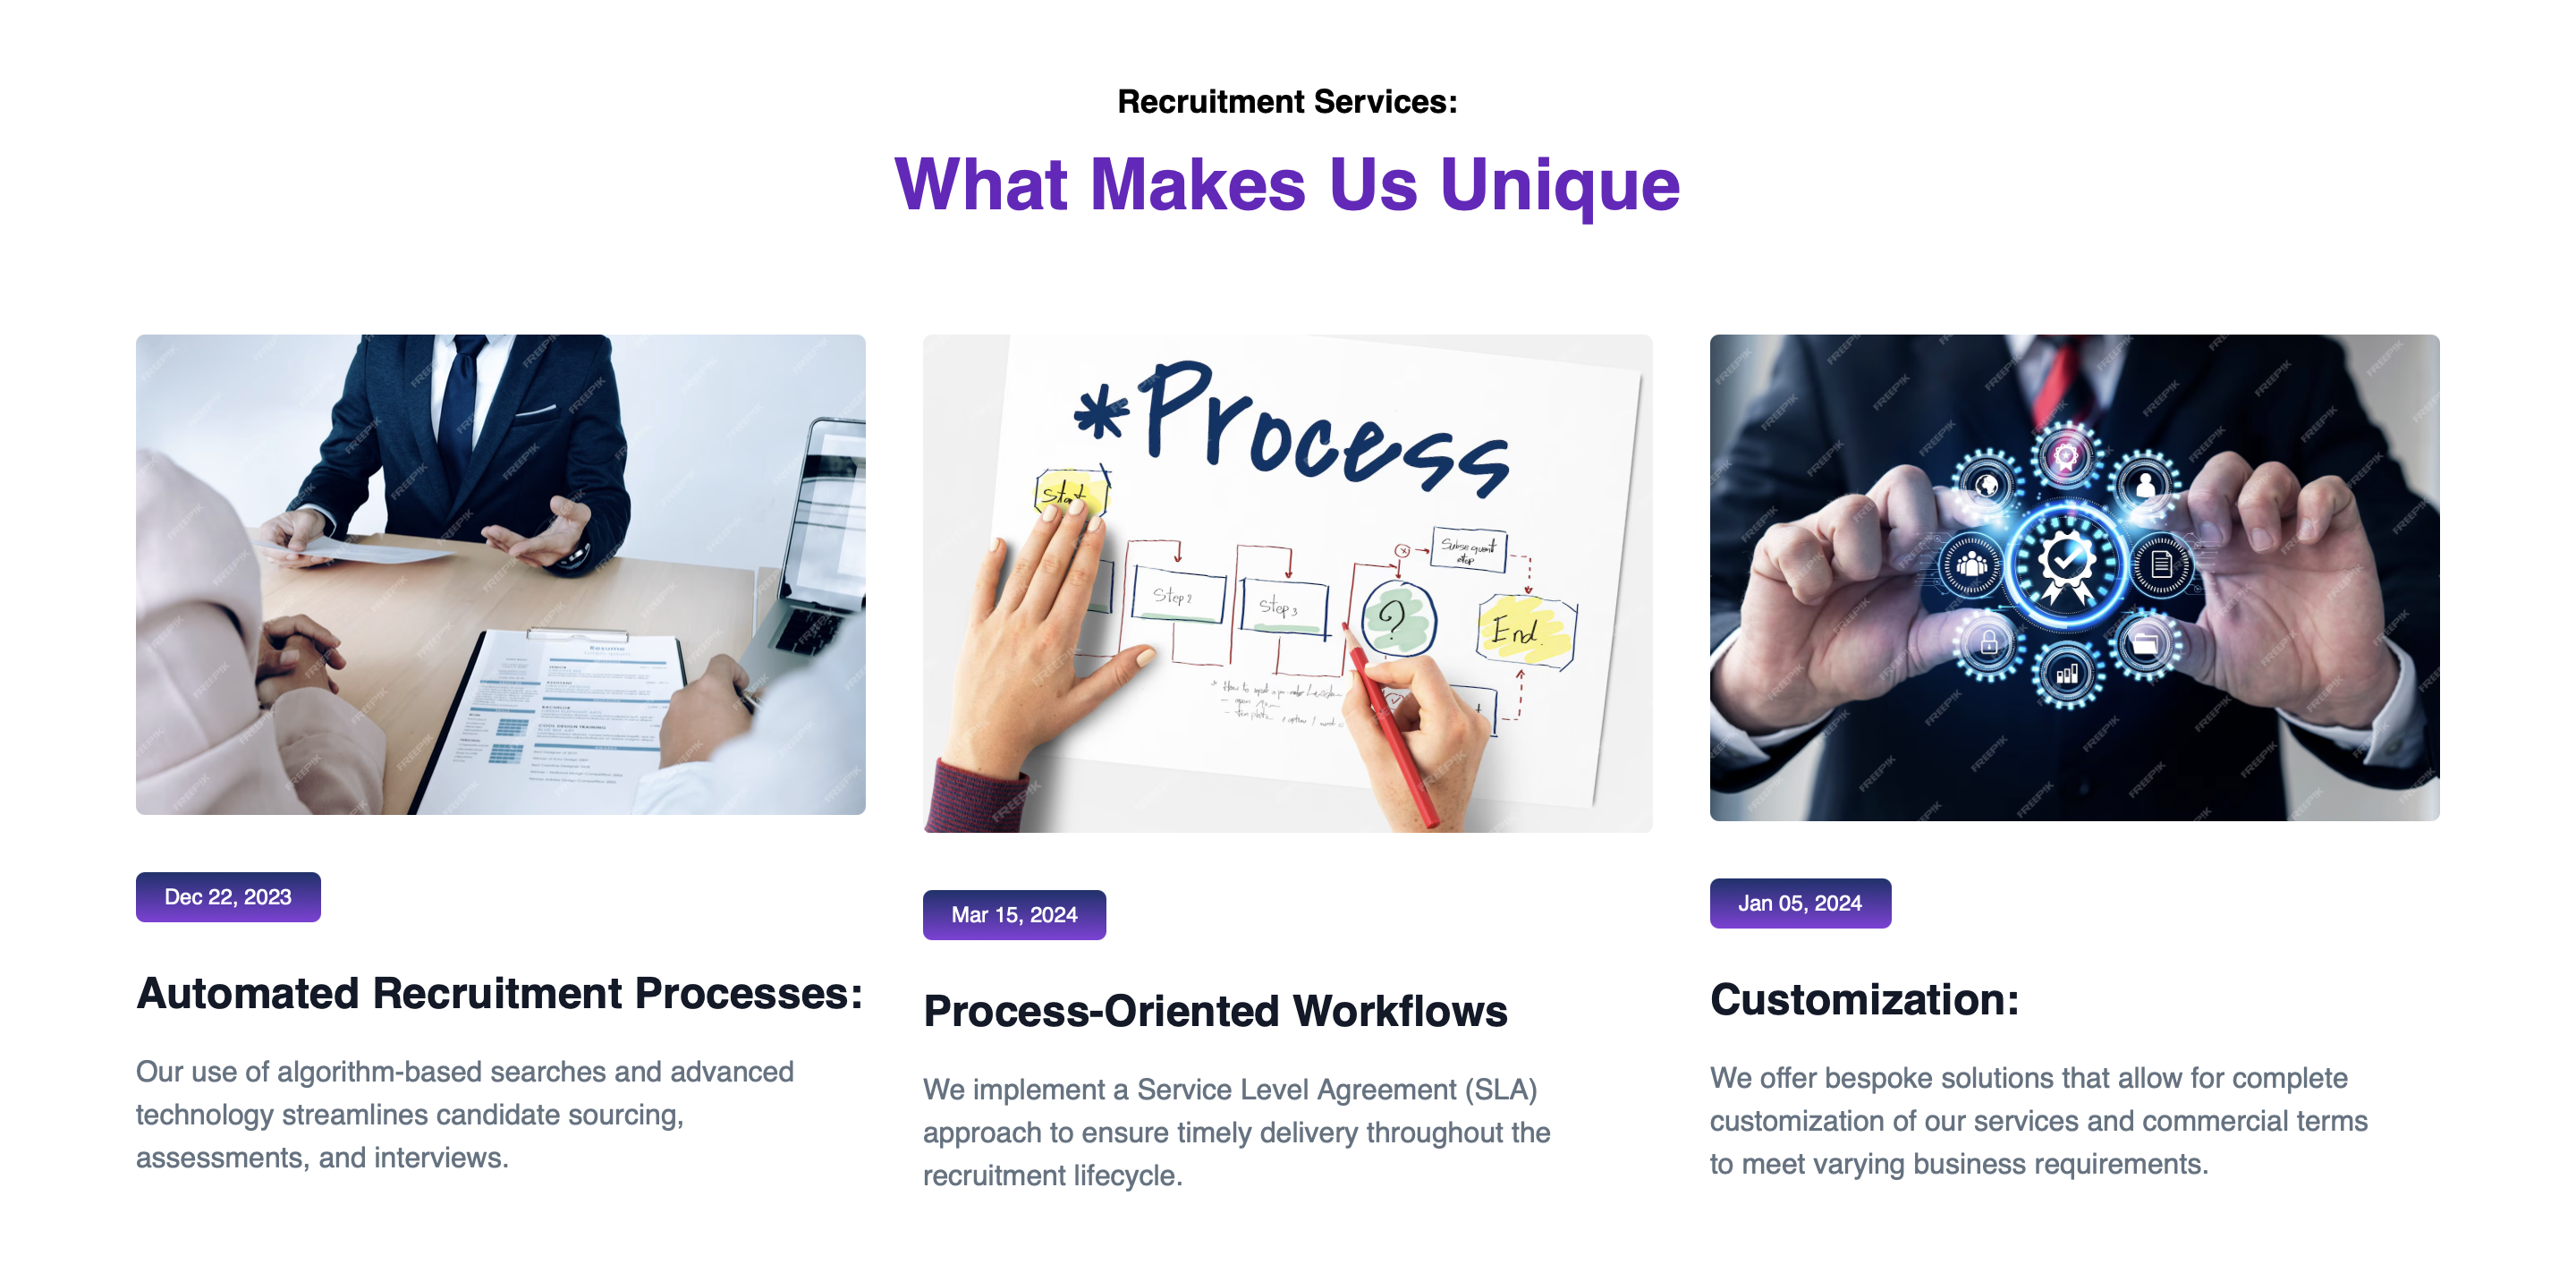 Recruitment Services:
What Makes Us Unique
*Process
Start
Step 2
Step 3
Subsequent
step
?
End
Resume
FREEPIK
Dec 22, 2023
Automated Recruitment Processes:
Our use of algorithm-based searches and advanced
technology streamlines candidate sourcing,
assessments, and interviews.
Mar 15, 2024
Process-Oriented Workflows
We implement a Service Level Agreement (SLA)
approach to ensure timely delivery throughout the
recruitment lifecycle.
Jan 05, 2024
Customization:
We offer bespoke solutions that allow for complete
customization of our services and commercial terms
to meet varying business requirements.